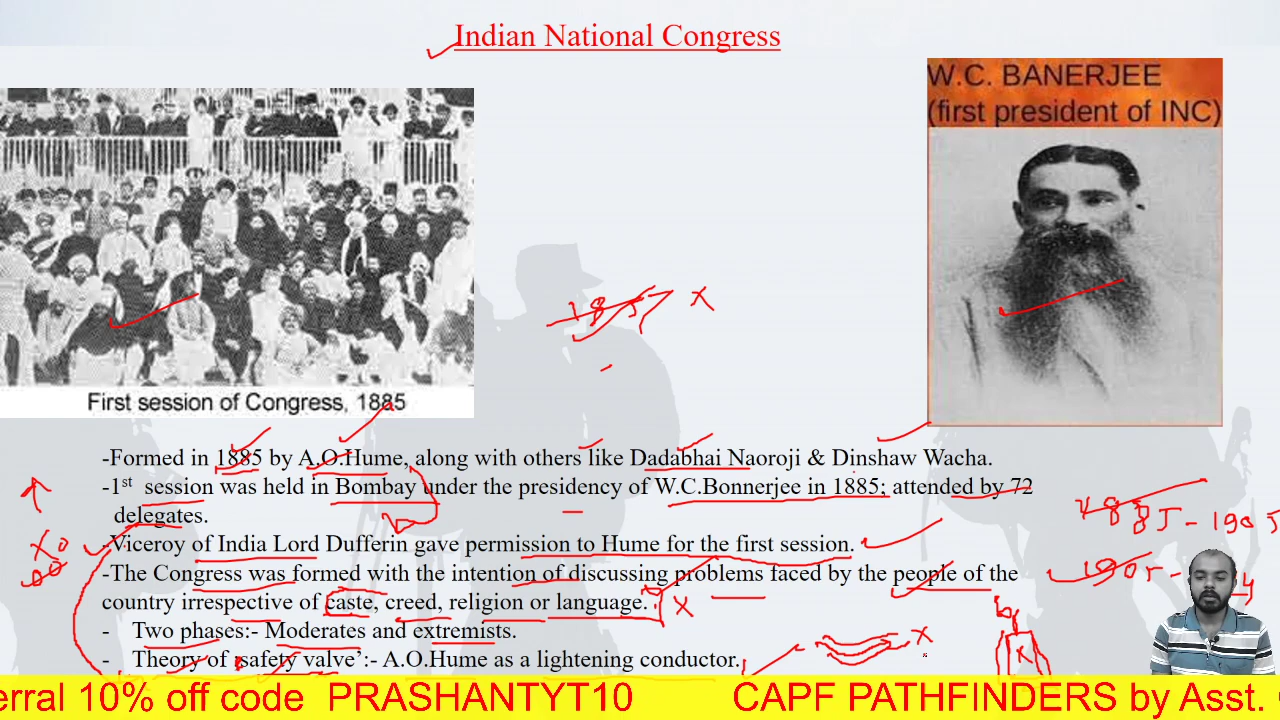 Indian National Congress
W.C. BANERJEE
(first president of INC)
First session of Congress, 1885
-Formed in 1885 by A.O.Hume, along with others like Dadabhai Naoroji & Dinshaw Wacha.
-1st session was held in Bombay under the presidency of W.C.Bonnerjee in 1885; attended by 72
delegates.
-Viceroy of India Lord Dufferin gave permission to Hume for the first session.
-The Congress was formed with the intention of discussing problems faced by the people of the
country irrespective of caste, creed, religion or language.
- Two phases:- Moderates and extremists.
- Theory of 'safety valve':- A.O.Hume as a lightening conductor.
1885-1905
1905-
erral 10% off code PRASHANTYT10 CAPF PATHFINDERS by Asst.